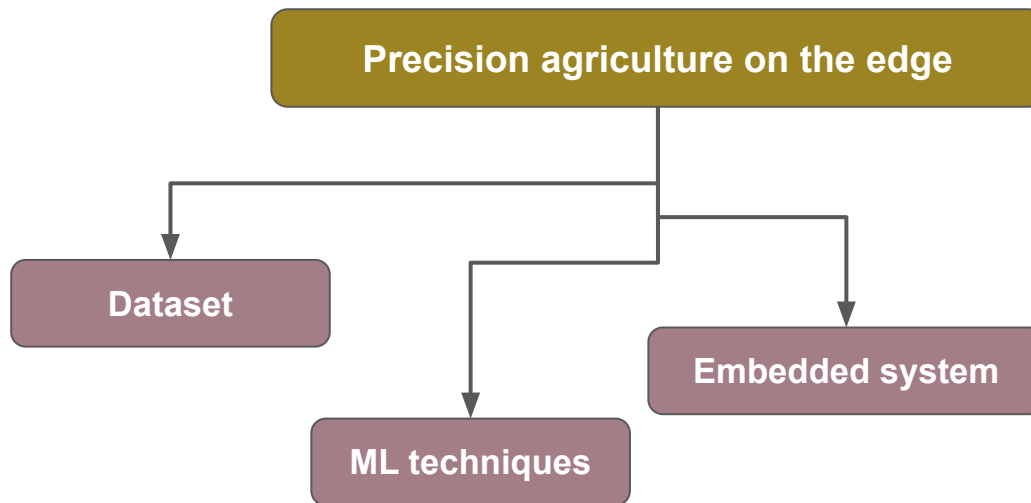 Precision agriculture on the edge
Dataset
Embedded system
ML techniques